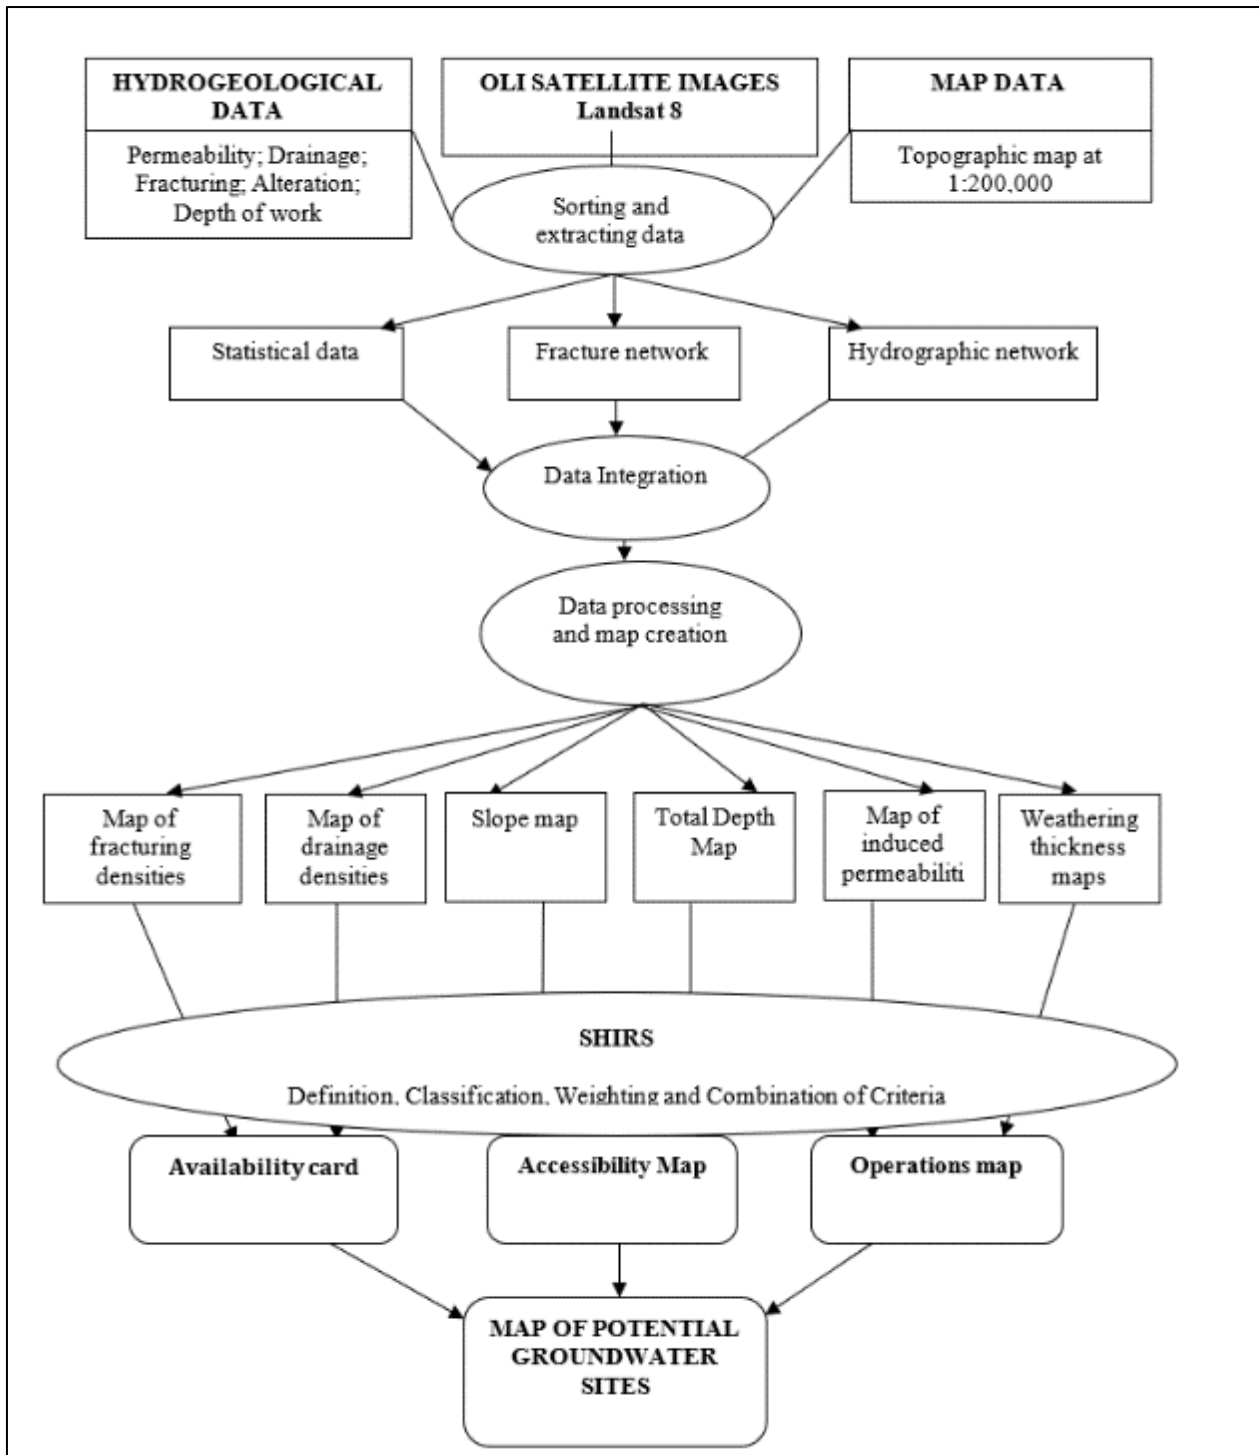 HYDROGEOLOGICAL
DATA
Permeability; Drainage;
Fracturing; Alteration;
Depth of work
OLI SATELLITE IMAGES
Landsat 8
MAP DATA
Topographic map at
1:200,000
Sorting and
extracting data
Statistical data
Fracture network
Hydrographic network
Data Integration
Data processing
and map creation
Map of
fracturing
densities
Map of
drainage
densities
Slope map
Total Depth
Map
Map of
induced
permeabiliti
Weathering
thickness
maps
SHIRS
Definition, Classification, Weighting and Combination of Criteria
Availability card
Accessibility Map
Operations map
MAP OF POTENTIAL
GROUNDWATER
SITES